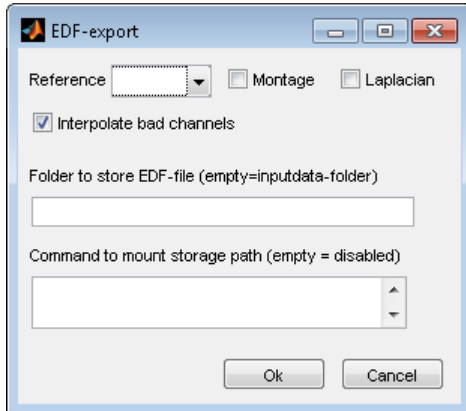 EDF-export
Reference Montage Laplacian
Interpolate bad channels
Folder to store EDF-file (empty=inputdata-folder)
Command to mount storage path (empty = disabled)
Ok Cancel